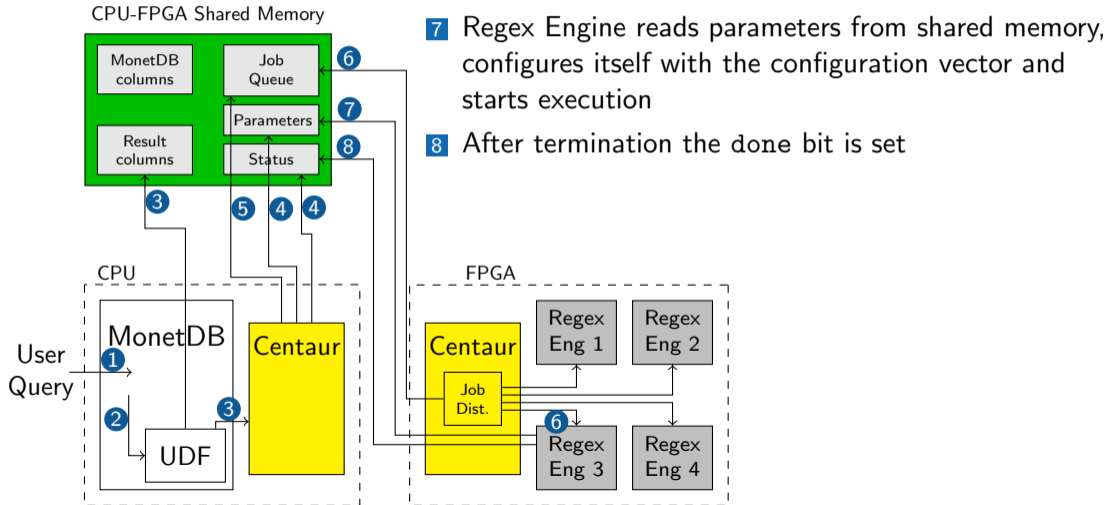 CPU-FPGA Shared Memory
MonetDB
columns
Job
Queue
Parameters
Result
columns
Status
6
7
8
3
5
4
4
7 Regex Engine reads parameters from shared memory,
configures itself with the configuration vector and
starts execution
8 After termination the done bit is set
CPU
MonetDB
Centaur
User
Query
1
2
3
UDF
FPGA
Centaur
Job
Dist.
Regex
Eng 1
Regex
Eng 2
6
Regex
Eng 3
Regex
Eng 4